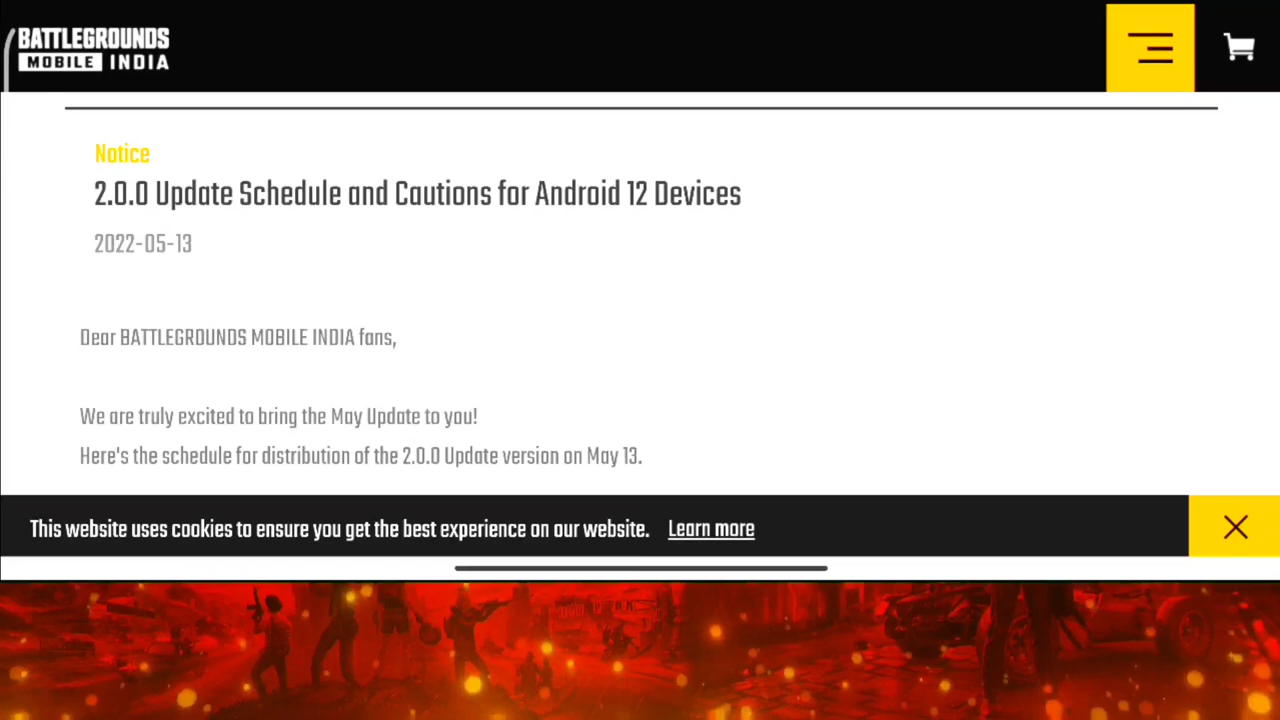 BATTLEGROUNDS
MOBILE INDIA
Notice
2.0.0 Update Schedule and Cautions for Android 12 Devices
2022-05-13
Dear BATTLEGROUNDS MOBILE INDIA fans,
We are truly excited to bring the May Update to you!
Here's the schedule for distribution of the 2.0.0 Update version on May 13.
This website uses cookies to ensure you get the best experience on our website. Learn more